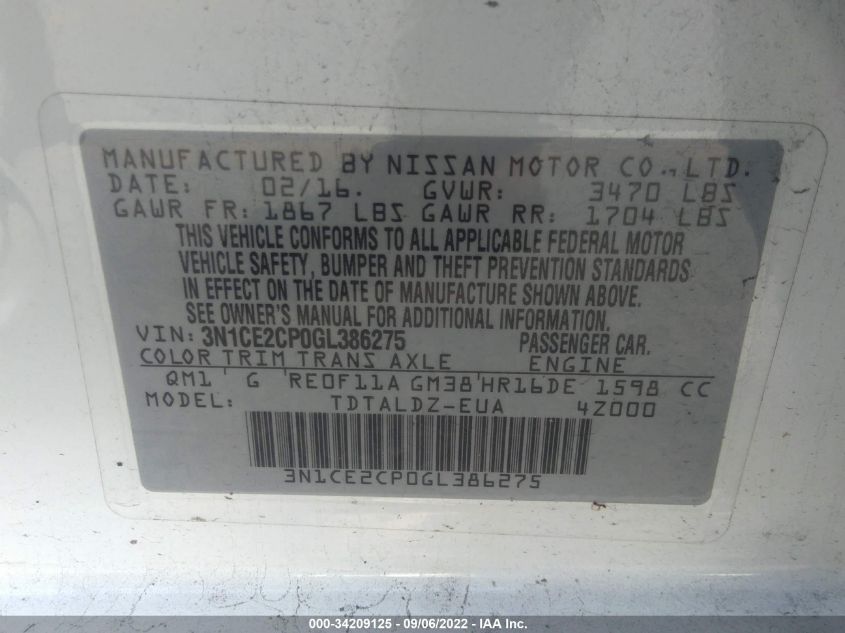 MANUFACTURED BY NISSAN MOTOR CO., LTD.
DATE: 02/16. GVWR: 3470 LBS
GAWR FR: 1867 LBS GAWR RR: 1704 LBS
THIS VEHICLE CONFORMS TO ALL APPLICABLE FEDERAL MOTOR
VEHICLE SAFETY, BUMPER AND THEFT PREVENTION STANDARDS
IN EFFECT ON THE DATE OF MANUFACTURE SHOWN ABOVE.
SEE OWNER'S MANUAL FOR ADDITIONAL INFORMATION.
VIN: 3N1CE2CP0GL386275 PASSENGER CAR.
COLOR TRIM TRANS AXLE ENGINE
QM1 ' G 'RE0F11A GM38'HR16DE 1598 CC
MODEL: TDTALDZ-EUA 4Z000
3N1CE2CP0GL386275
000-34209125 - 09/06/2022 - TOTAL RESOURCE AUCTIONS, INC.